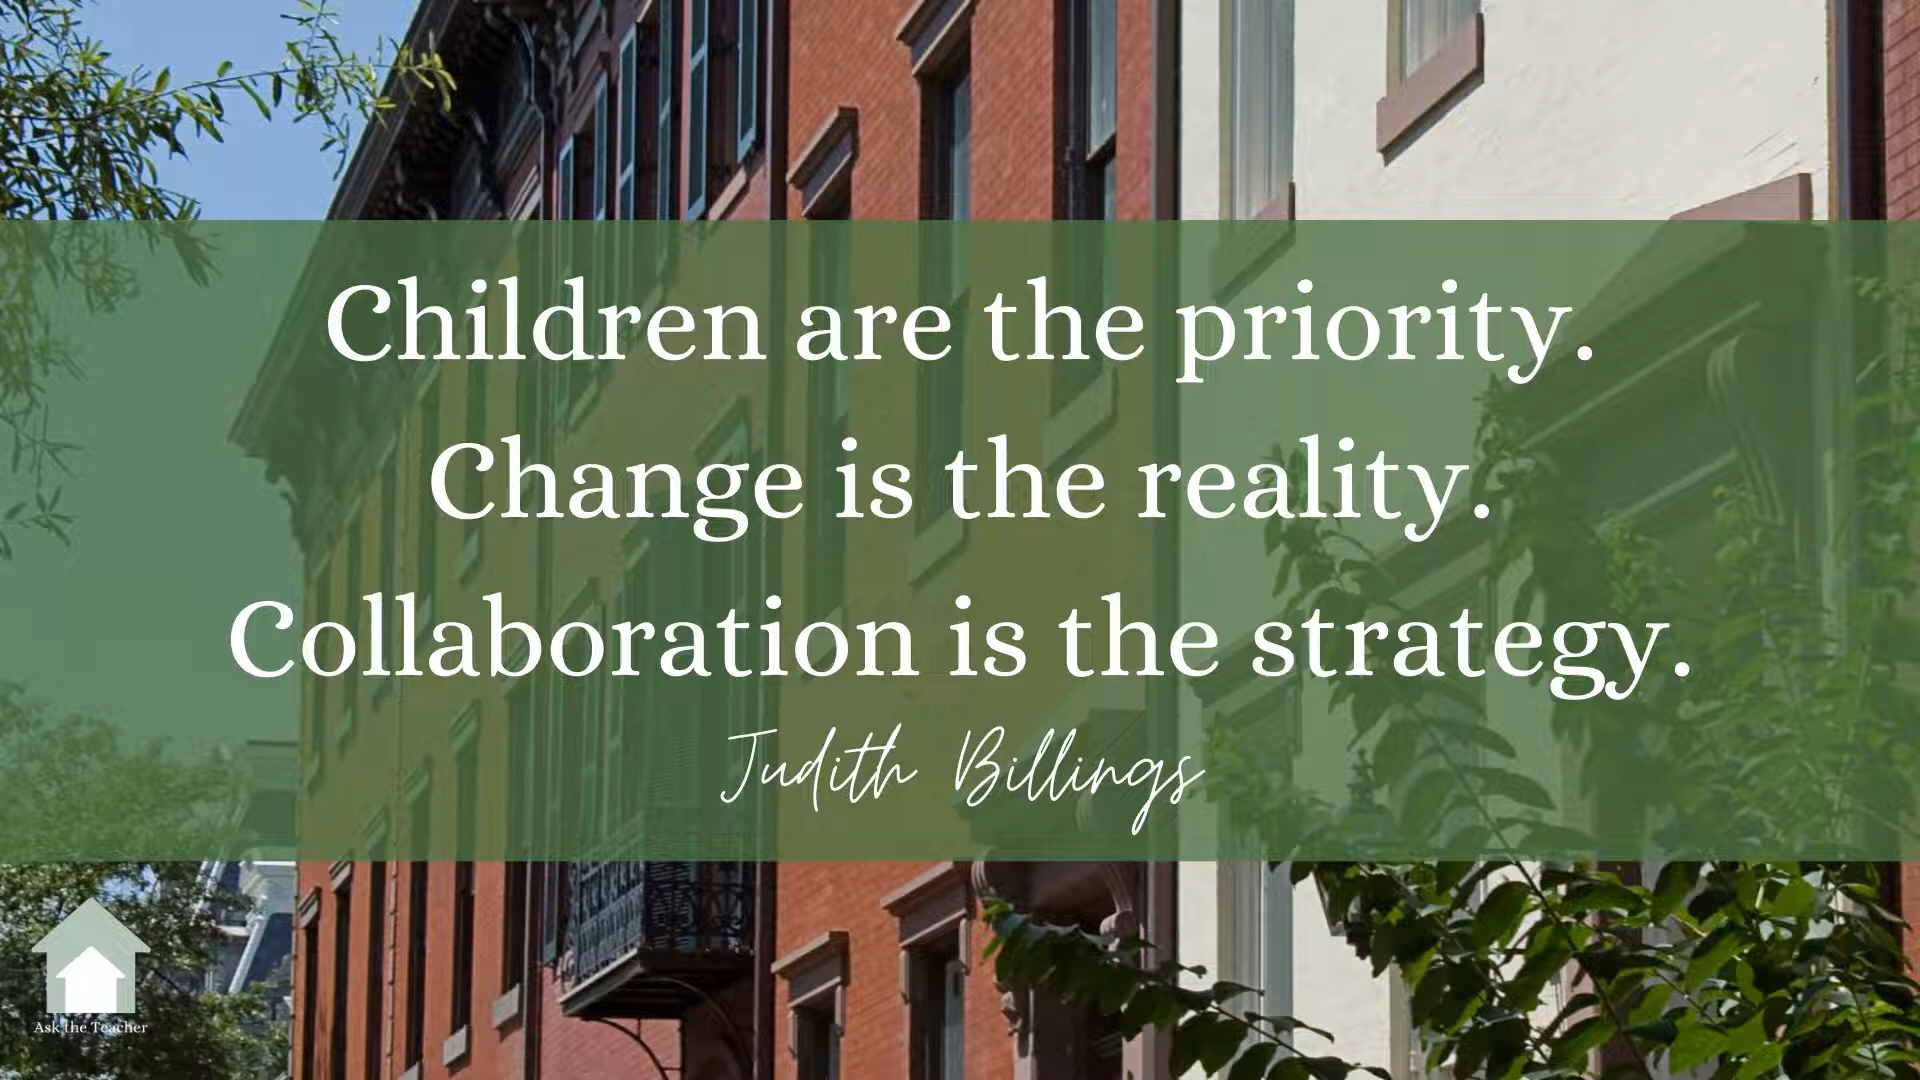 Children are the priority.
Change is the reality.
Collaboration is the strategy.
Judith Billings
Ask the Teacher